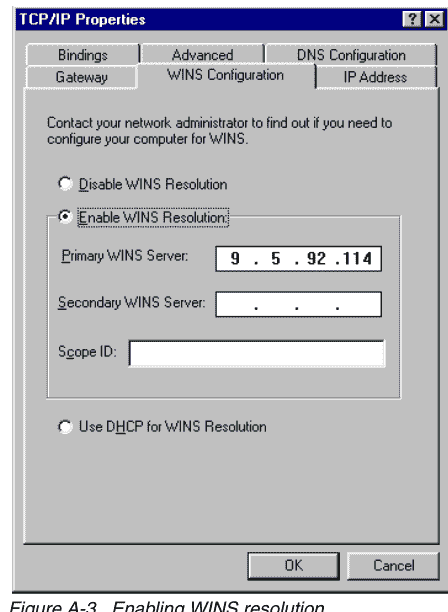 TCP/IP Properties
Bindings Advanced DNS Configuration
Gateway WINS Configuration IP Address
Contact your network administrator to find out if you need to
configure your computer for WINS.
Disable WINS Resolution
Enable WINS Resolution:
Primary WINS Server: 9 . 5 . 92 . 114
Secondary WINS Server: . . .
Scope ID:
Use DHCP for WINS Resolution
OK Cancel
Figure A-3 Enabling WINS resolution